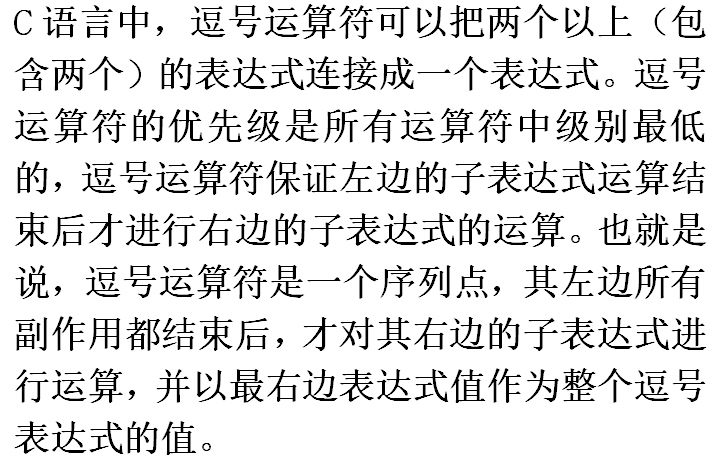 C 语言中，逗号运算符可以把两个以上（包
含两个）的表达式连接成一个表达式。逗号
运算符的优先级是所有运算符中级别最低
的，逗号运算符保证左边的子表达式运算结
束后才进行右边的子表达式的运算。也就是
说，逗号运算符是一个序列点，其左边所有
副作用都结束后，才对其右边的子表达式进
行运算，并以最右边表达式值作为整个逗号
表达式的值。